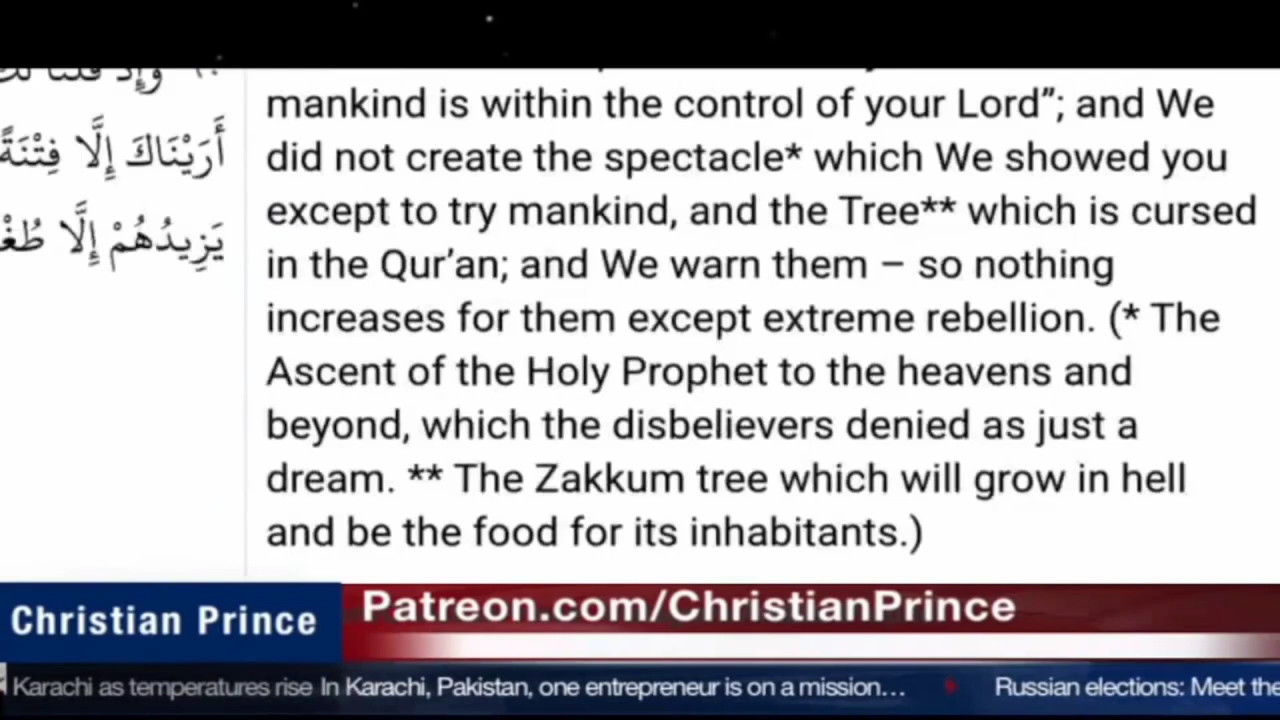 mankind is within the control of your Lord”; and We
did not create the spectacle* which We showed you
except to try mankind, and the Tree** which is cursed
in the Qur’an; and We warn them – so nothing
increases for them except extreme rebellion. (* The
Ascent of the Holy Prophet to the heavens and
beyond, which the disbelievers denied as just a
dream. ** The Zakkum tree which will grow in hell
and be the food for its inhabitants.)
أَرَيْنَاكَ إِلَّا فِتْنَةً
يَزِيدُهُمْ إِلَّا
Christian Prince
Patreon.com/ChristianPrince
Karachi as temperatures rise In Karachi, Pakistan, one entrepreneur is on a mission... Russian elections: Meet the